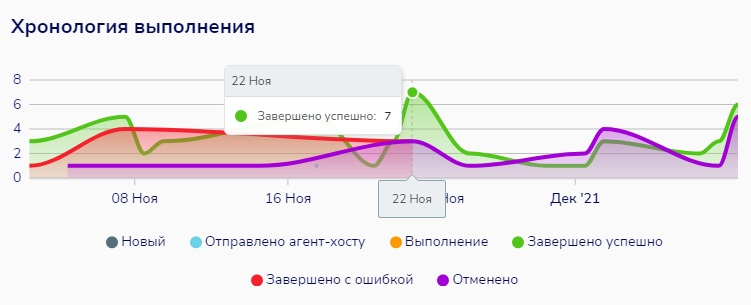 Хронология выполнения
8
6
4
2
0
22 Ноя
Завершено успешно: 7
08 Ноя
16 Ноя
22 Ноя
Ноя
Дек '21
Новый
Отправлено агент-хосту
Выполнение
Завершено успешно
Завершено с ошибкой
Отменено